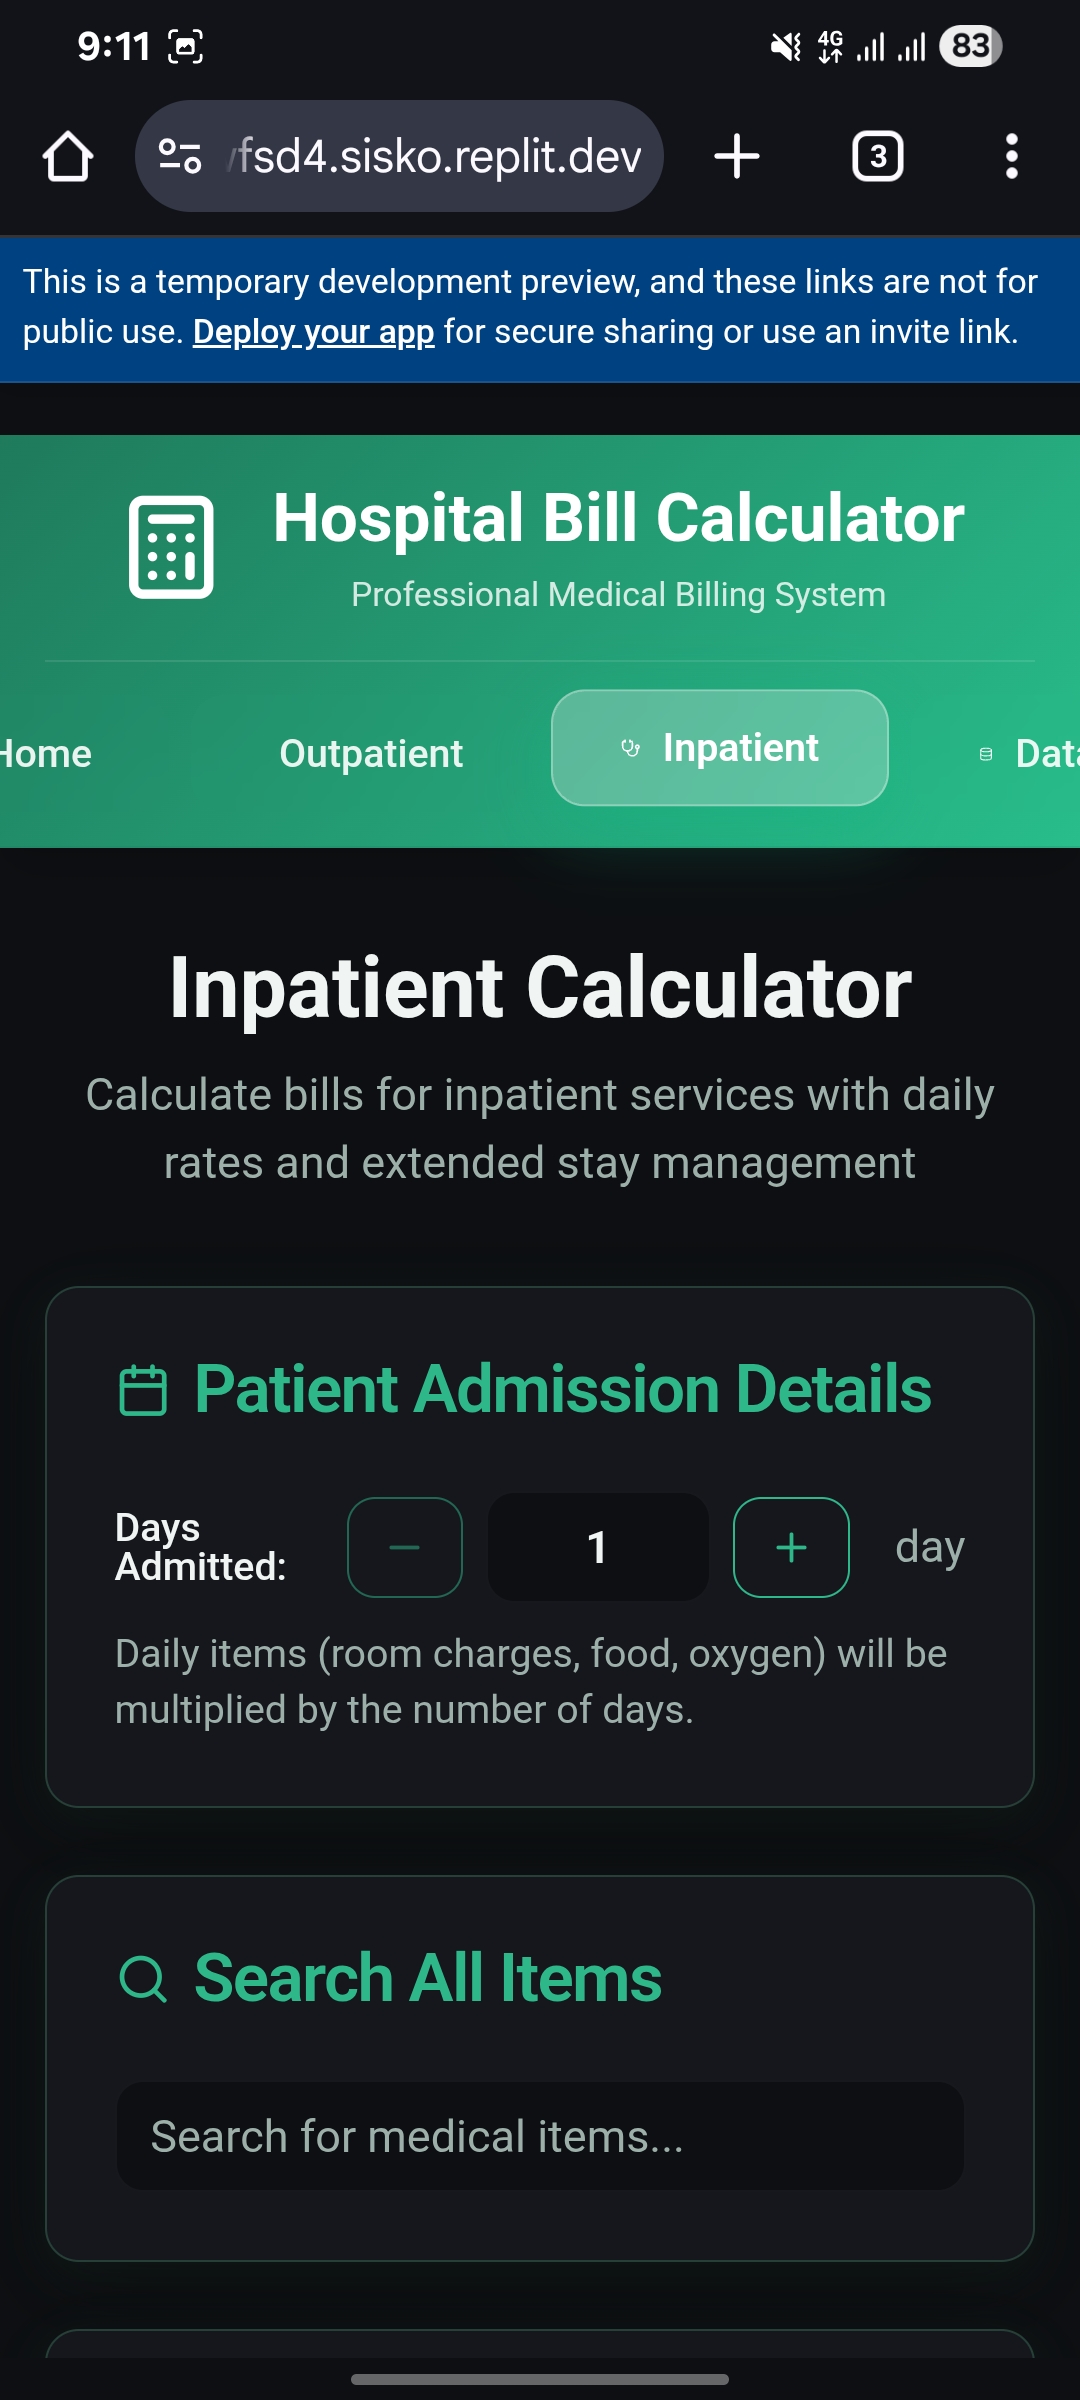 9:11
4G
83
fsd4.sisko.replit.dev
3
This is a temporary development preview, and these links are not for
public use. Deploy your app for secure sharing or use an invite link.
Hospital Bill Calculator
Professional Medical Billing System
Home
Outpatient
Inpatient
Data
Inpatient Calculator
Calculate bills for inpatient services with daily
rates and extended stay management
Patient Admission Details
Days
Admitted:
1
day
Daily items (room charges, food, oxygen) will be
multiplied by the number of days.
Search All Items
Search for medical items...